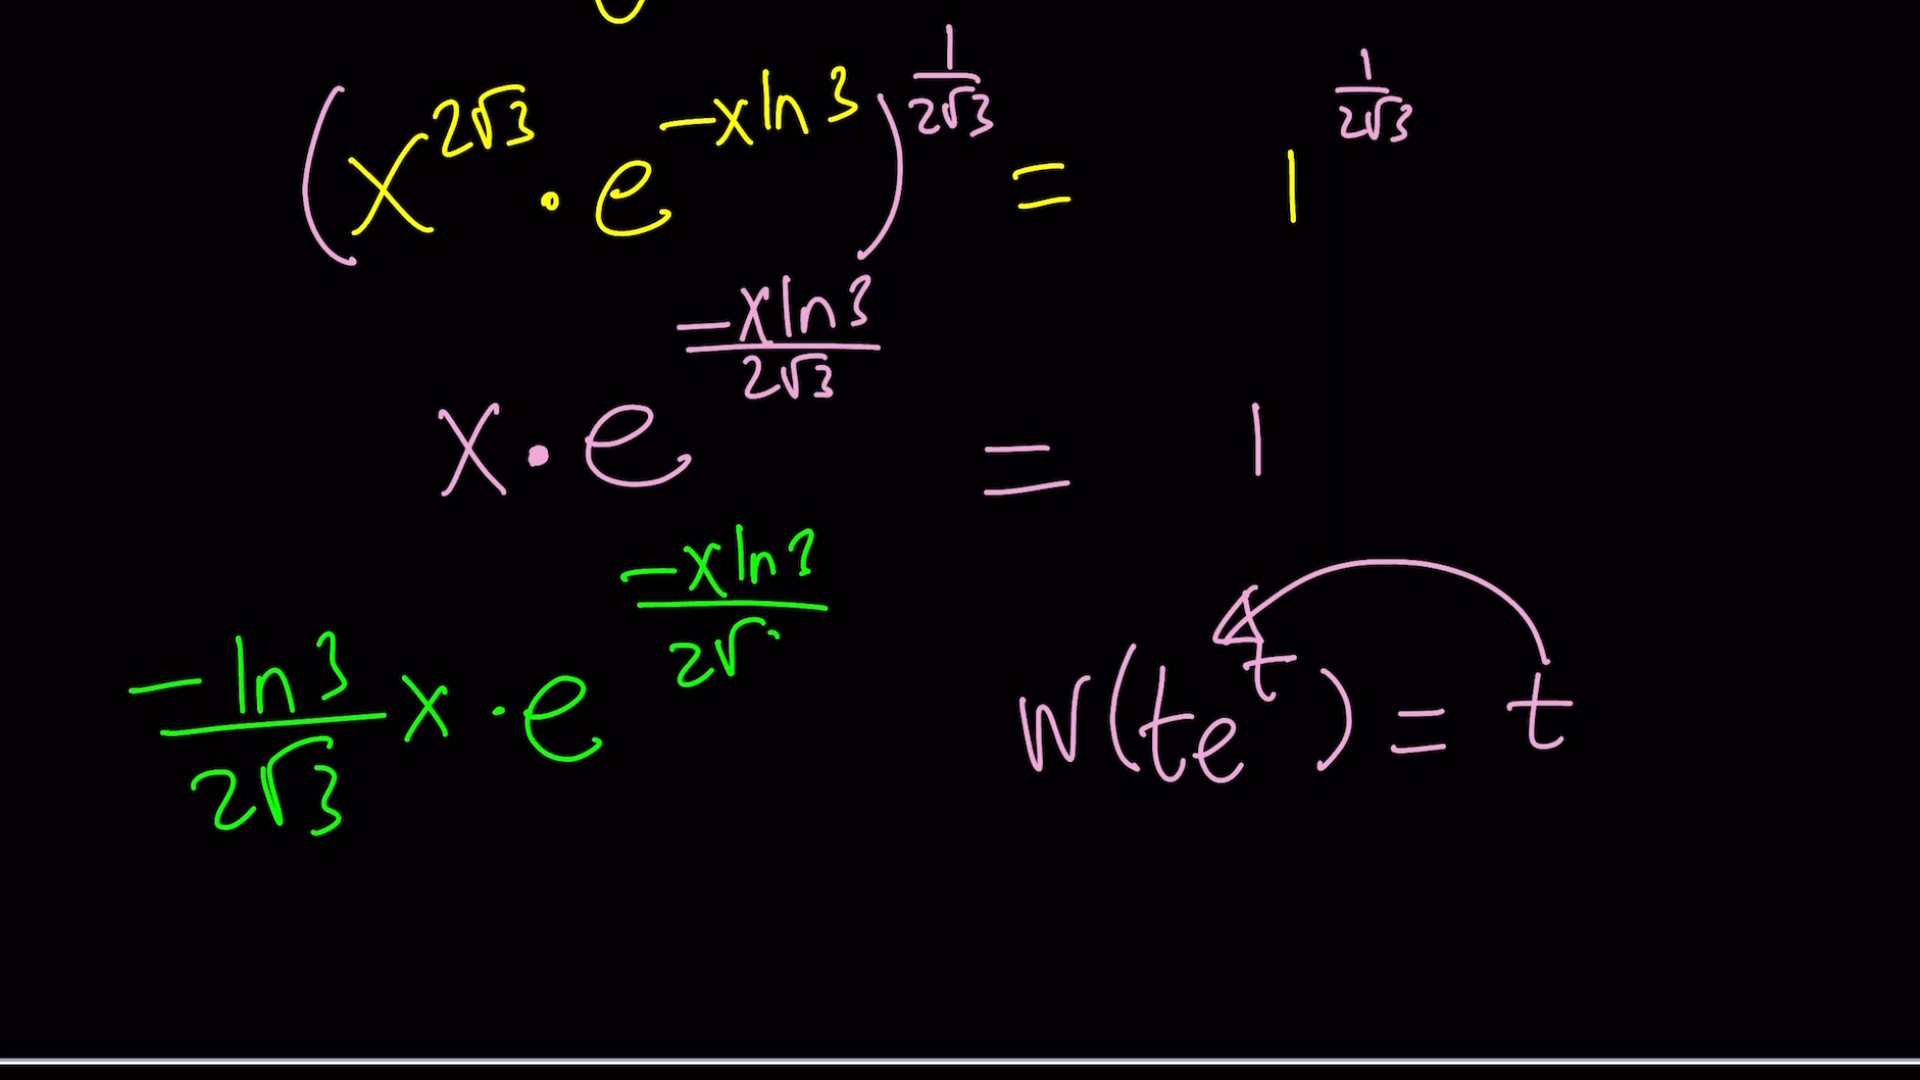 (x^{2√3} · e^{-x ln 3})^{1/(2√3)} = 1^{1/(2√3)}
x · e^{-x ln 3/(2√3)} = 1
-ln 3/(2√3) x · e^{-x ln 3/(2√
W(te^t) = t